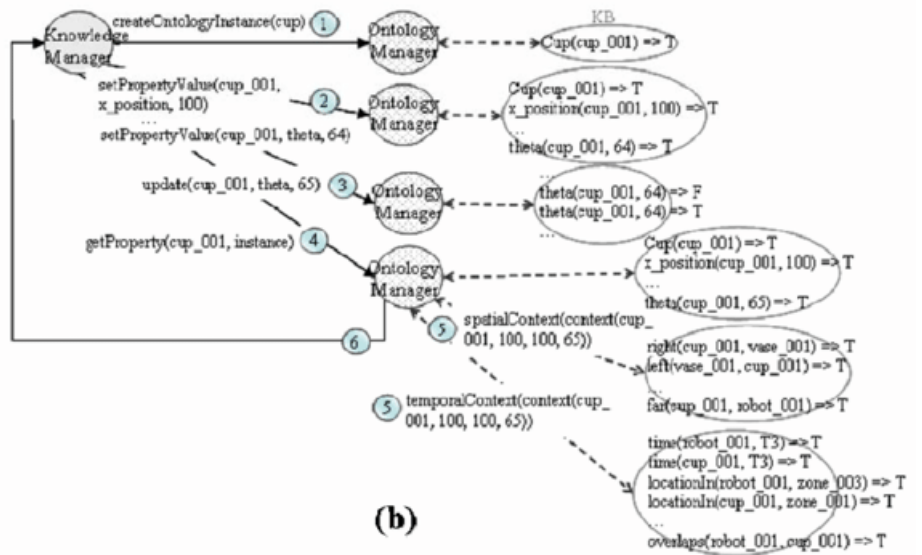 KB
createOntologyInstance(cup)
1
Knowledge
Manager
Ontology
Manager
Cup(cup_001) => T
setPropertyValue(cup_001,
x_position, 100)
...
setPropertyValue(cup_001, theta, 64)
2
Ontology
Manager
Cup(cup_001) => T
x_position(cup_001, 100) => T
...
theta(cup_001, 64) => T
update(cup_001, theta, 65)
3
Ontology
Manager
...
theta(cup_001, 64) => F
theta(cup_001, 64) => T
...
getProperty(cup_001, instance)
4
Ontology
Manager
Cup(cup_001) => T
x_position(cup_001, 100) => T
...
theta(cup_001, 65) => T
6
5
spatialContext(context(cup_
001, 100, 100, 65))
right(cup_001, vase_001) => T
left(vase_001, cup_001) => T
...
far(cup_001, robot_001) => T
5
temporalContext(context(cup_
001, 100, 100, 65))
time(robot_001, T3) => T
time(cup_001, T3) => T
locationIn(robot_001, zone_003) => T
locationIn(cup_001, zone_001) => T
...
overlaps(robot_001, cup_001) => T
(b)